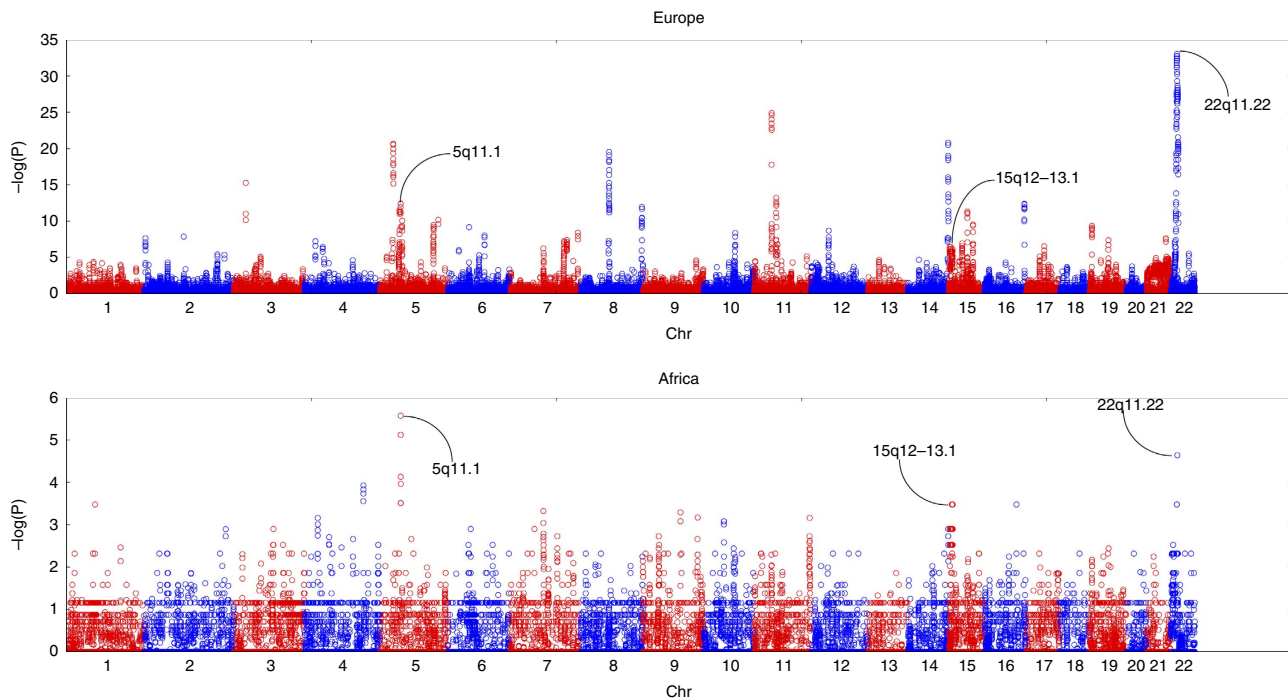 Europe
35
30
25
20
15
10
5
0
–log(P)
5q11.1
15q12–13.1
22q11.22
1 2 3 4 5 6 7 8 9 10 11 12 13 14 15 16 17 18 19 20 21 22
Chr
Africa
6
5
4
3
2
1
0
–log(P)
5q11.1
15q12–13.1
22q11.22
1 2 3 4 5 6 7 8 9 10 11 12 13 14 15 16 17 18 19 20 21 22
Chr